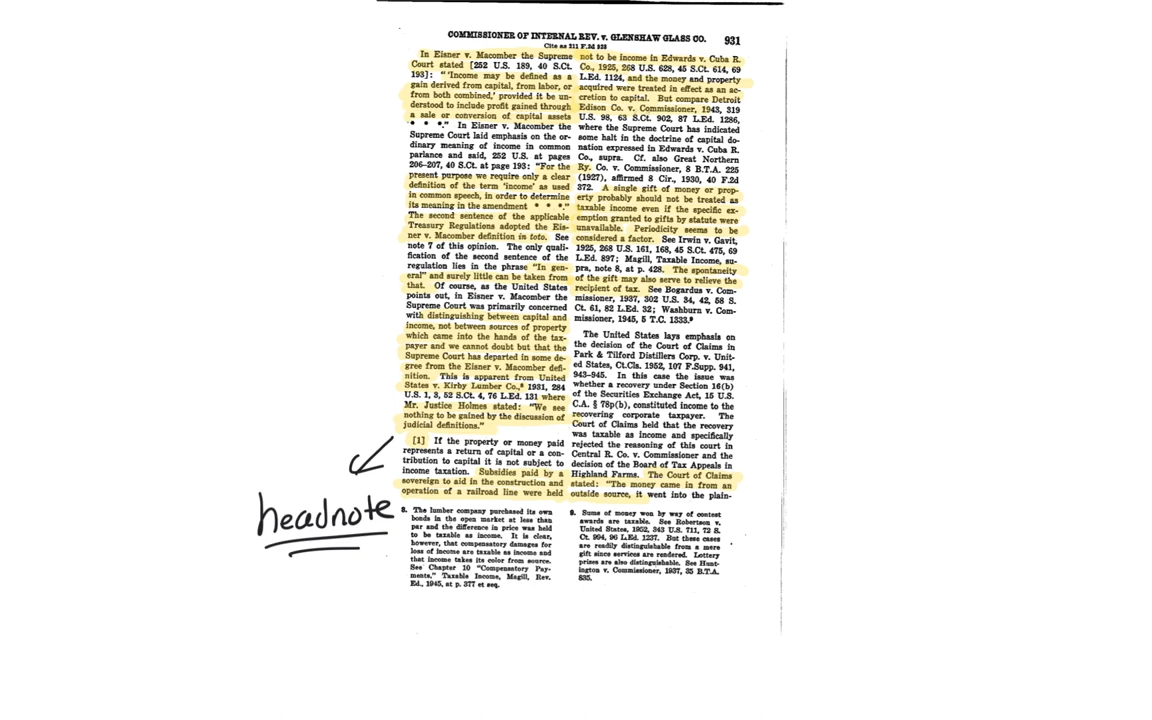 COMMISSIONER OF INTERNAL REV. v. GLENSHAW GLASS CO. 931
Cite as 211 F.2d 928
In Eisner v. Macomber the Supreme
Court stated [252 U.S. 189, 40 S.Ct.
193]: " 'Income may be defined as a
gain derived from capital, from labor, or
from both combined,' provided it be un-
derstood to include profit gained through
a sale or conversion of capital assets
* * *." In Eisner v. Macomber the
Supreme Court laid emphasis on the or-
dinary meaning of income in common
parlance and said, 252 U.S. at pages
206-207, 40 S.Ct. at page 193: "For the
present purpose we require only a clear
definition of the term 'income' as used
in common speech, in order to determine
its meaning in the amendment * * *."
The second sentence of the applicable
Treasury Regulations adopted the Eis-
ner v. Macomber definition in toto. See
note 7 of this opinion. The only quali-
fication of the second sentence of the
regulation lies in the phrase "In gen-
eral" and surely little can be taken from
that. Of course, as the United States
points out, in Eisner v. Macomber the
Supreme Court was primarily concerned
with distinguishing between capital and
income, not between sources of property
which came into the hands of the tax-
payer and we cannot doubt but that the
Supreme Court has departed in some de-
gree from the Eisner v. Macomber defi-
nition. This is apparent from United
States v. Kirby Lumber Co.,8 1931, 284
U.S. 1, 3, 52 S.Ct. 4, 76 L.Ed. 131 where
Mr. Justice Holmes stated: "We see
nothing to be gained by the discussion of
judicial definitions."
[1] If the property or money paid
represents a return of capital or a con-
tribution to capital it is not subject to
income taxation. Subsidies paid by a
sovereign to aid in the construction and
operation of a railroad line were held
not to be income in Edwards v. Cuba R.
Co., 1925, 268 U.S. 628, 45 S.Ct. 614, 69
L.Ed. 1124, and the money and property
acquired were treated in effect as an ac-
cretion to capital. But compare Detroit
Edison Co. v. Commissioner, 1943, 319
U.S. 98, 63 S.Ct. 902, 87 L.Ed. 1286,
where the Supreme Court has indicated
some halt in the doctrine of capital do-
nation expressed in Edwards v. Cuba R.
Co., supra. Cf. also Great Northern
Ry. Co. v. Commissioner, 8 B.T.A. 225
(1927), affirmed 8 Cir., 1930, 40 F.2d
372. A single gift of money or prop-
erty probably should not be treated as
taxable income even if the specific ex-
emption granted to gifts by statute were
unavailable. Periodicity seems to be
considered a factor. See Irwin v. Gavit,
1925, 268 U.S. 161, 168, 45 S.Ct. 475, 69
L.Ed. 897; Magill, Taxable Income, su-
pra, note 8, at p. 428. The spontaneity
of the gift may also serve to relieve the
recipient of tax. See Bogardus v. Com-
missioner, 1937, 302 U.S. 34, 42, 58 S.
Ct. 61, 82 L.Ed. 32; Washburn v. Com-
missioner, 1945, 5 T.C. 1333.9
The United States lays emphasis on
the decision of the Court of Claims in
Park & Tilford Distillers Corp. v. Unit-
ed States, Ct.Cls. 1952, 107 F.Supp. 941,
943-945. In this case the issue was
whether a recovery under Section 16(b)
of the Securities Exchange Act, 15 U.S.
C.A. § 78p(b), constituted income to the
recovering corporate taxpayer. The
Court of Claims held that the recovery
was taxable as income and specifically
rejected the reasoning of this court in
Central R. Co. v. Commissioner and the
decision of the Board of Tax Appeals in
Highland Farms. The Court of Claims
stated: "The money came in from an
outside source, it went into the plain-
headnote
8. The lumber company purchased its own
bonds in the open market at less than
par and the difference in price was held
to be taxable as income. It is clear,
however, that compensatory damages for
loss of income are taxable as income and
that income takes its color from source.
See Chapter 10 "Compensatory Pay-
ments," Taxable Income, Magill, Rev.
Ed., 1945, at p. 377 et seq.
9. Sums of money won by way of contest
awards are taxable. See Robertson v.
United States, 1952, 343 U.S. 711, 72 S.
Ct. 994, 96 L.Ed. 1237. But these cases
are readily distinguishable from a mere
gift since services are rendered. Lottery
prizes are also distinguishable. See Hunt-
ington v. Commissioner, 1937, 35 B.T.A.
835.